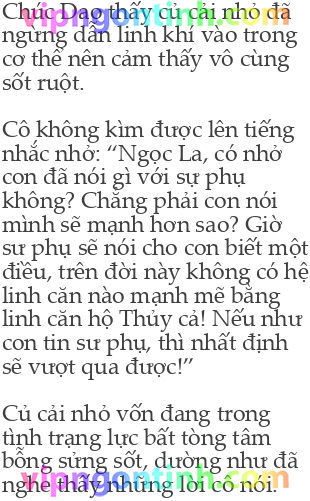 Chúc Dao thấy củ cải nhỏ đã
ngừng dẫn linh khí vào trong
cơ thể nên cảm thấy vô cùng
sốt ruột.
Cô không kìm được lên tiếng
nhắc nhở: “Ngọc La, có nhở
con đã nói gì với sự phụ
không? Chẳng phải con nói
mình sẽ mạnh hơn sao? Giờ
sư phụ sẽ nói cho con biết một
điều, trên đời này không có hệ
linh căn nào mạnh mẽ bằng
linh căn hộ Thủy cả! Nếu như
con tin sư phụ, thì nhất định
sẽ vượt qua được!”
Củ cải nhỏ vốn đang trong
tình trạng lực bất tòng tâm
bỗng sửng sốt, dường như đã
nghe thấy những lời cô nói.
vipngontinh.com
vipngontinh.com